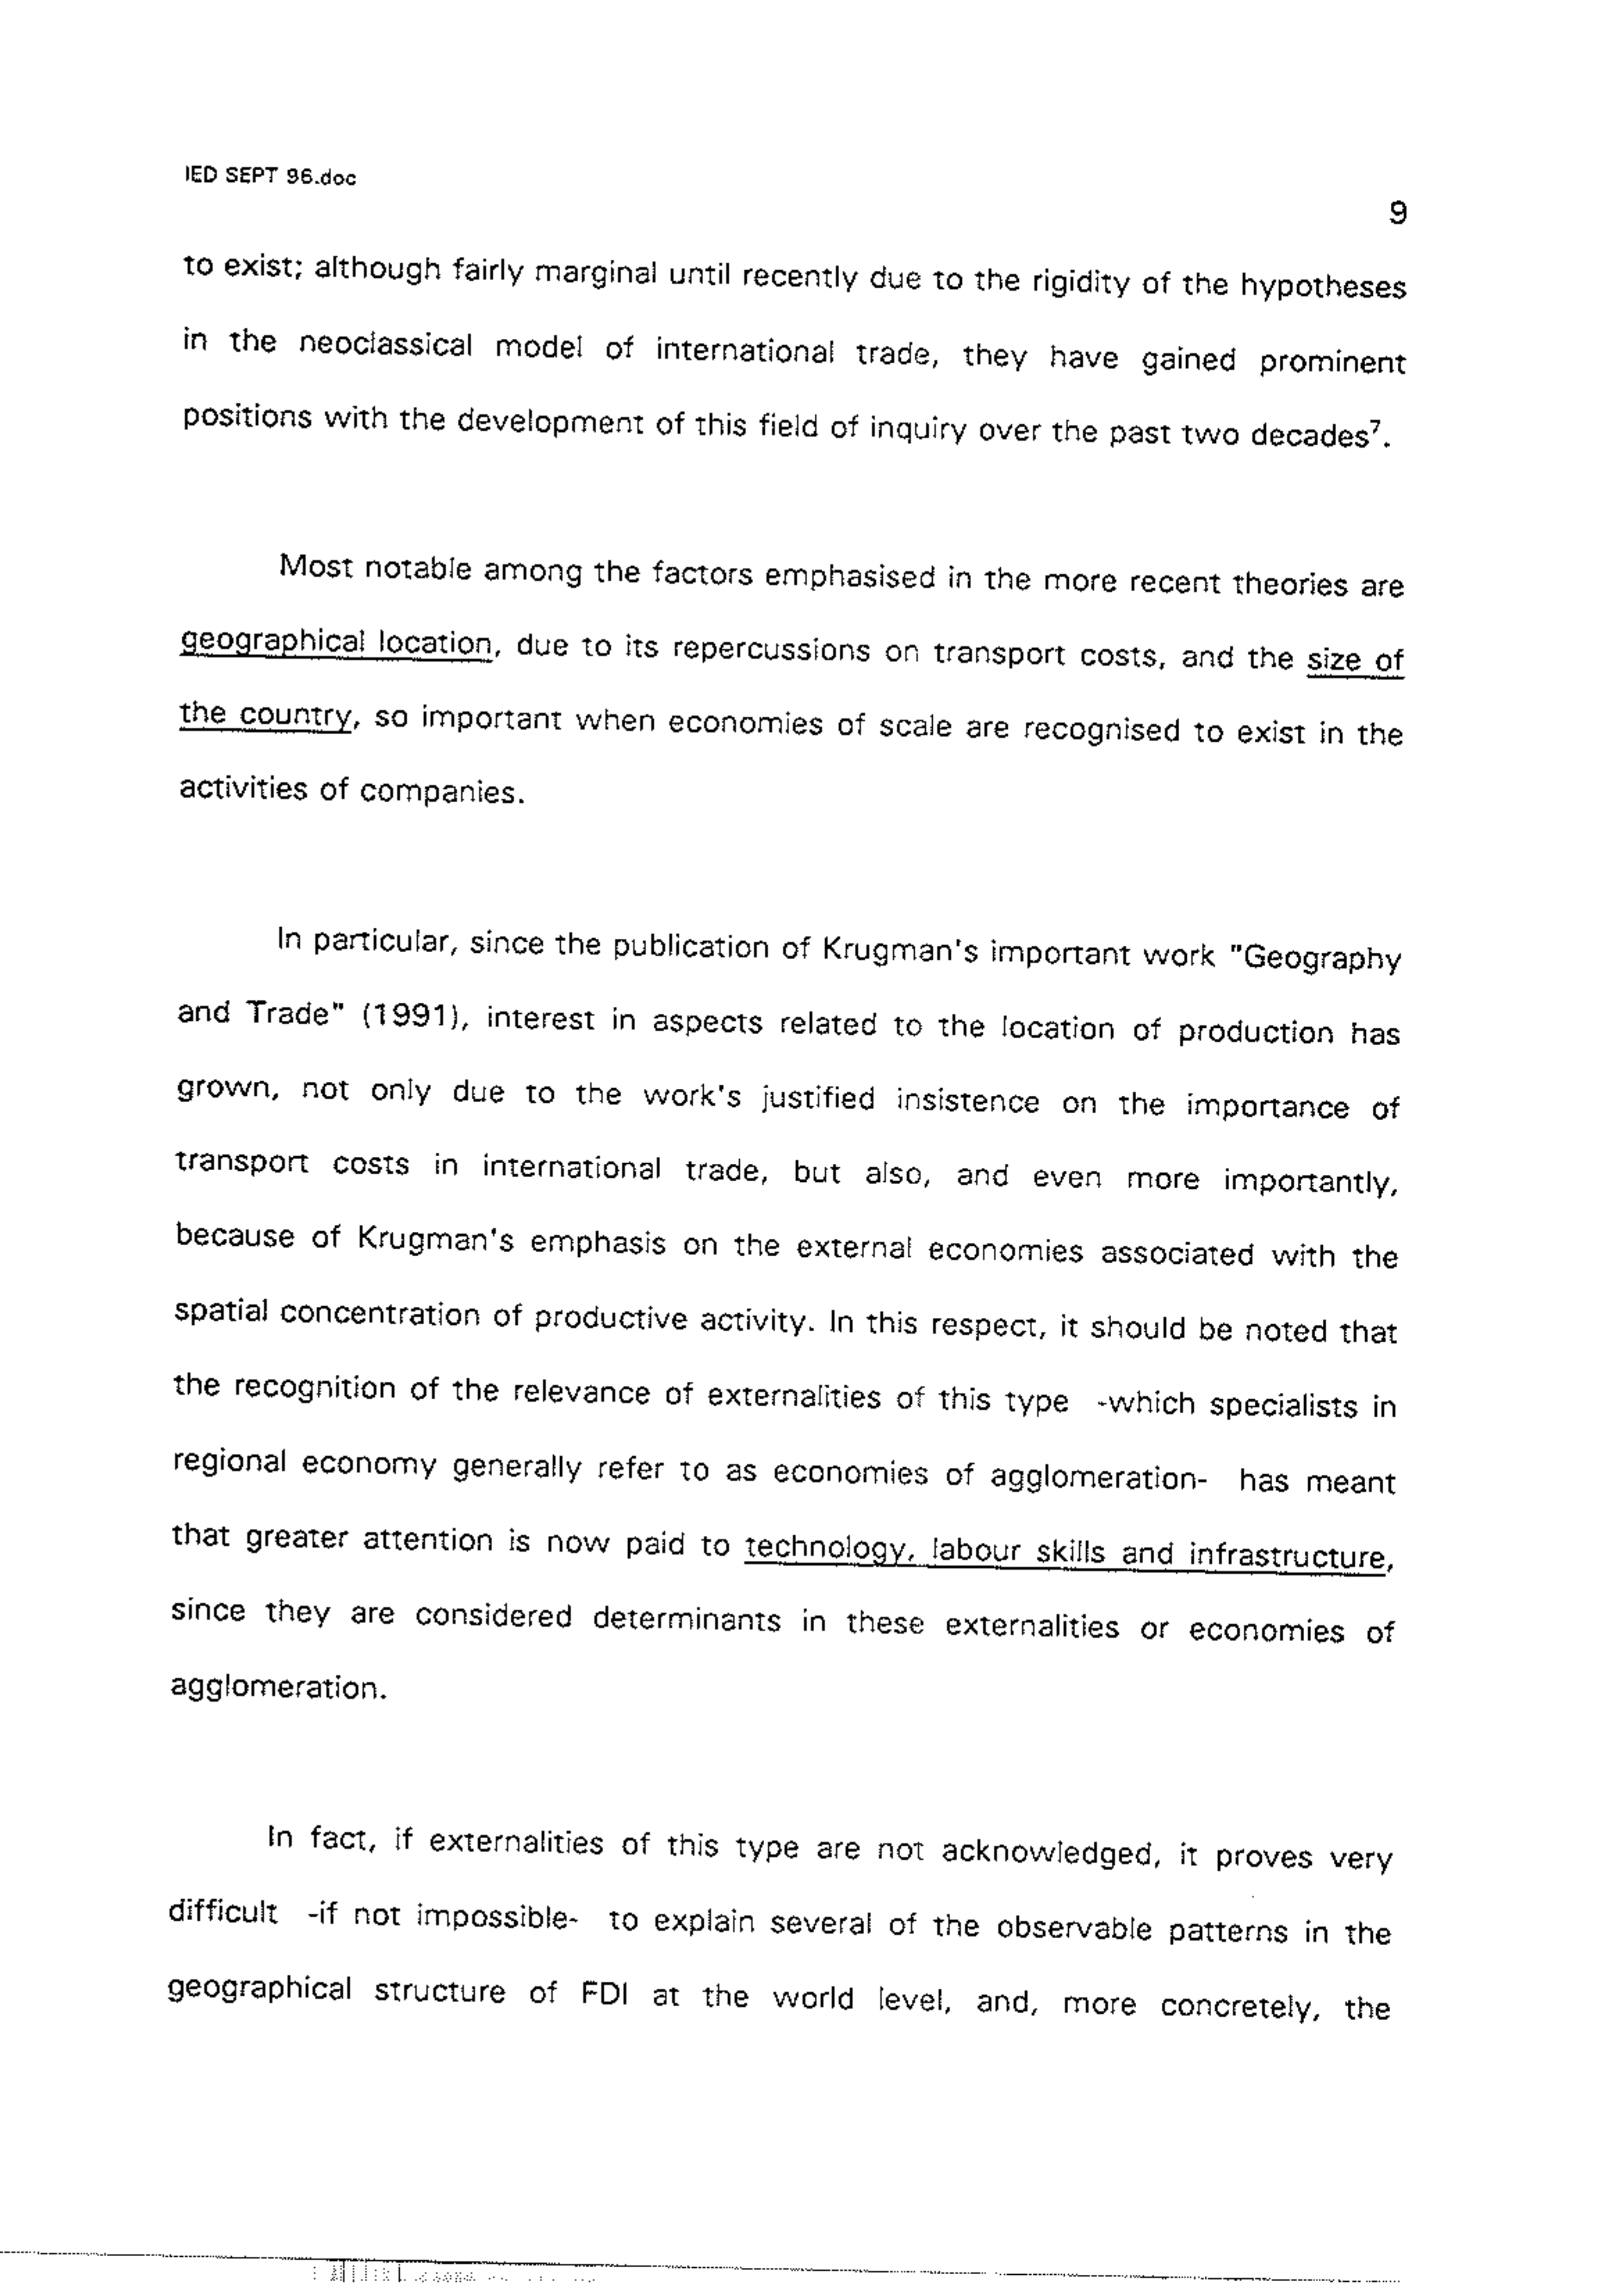 IED SEPT 96.doc
9
to exist; although fairly marginal until recently due to the rigidity of the hypotheses
in the neoclassical model of international trade, they have gained prominent
positions with the development of this field of inquiry over the past two decades⁷.
Most notable among the factors emphasised in the more recent theories are
geographical location, due to its repercussions on transport costs, and the size of
the country, so important when economies of scale are recognised to exist in the
activities of companies.
In particular, since the publication of Krugman's important work "Geography
and Trade" (1991), interest in aspects related to the location of production has
grown, not only due to the work's justified insistence on the importance of
transport costs in international trade, but also, and even more importantly,
because of Krugman's emphasis on the external economies associated with the
spatial concentration of productive activity. In this respect, it should be noted that
the recognition of the relevance of externalities of this type -which specialists in
regional economy generally refer to as economies of agglomeration- has meant
that greater attention is now paid to technology, labour skills and infrastructure,
since they are considered determinants in these externalities or economies of
agglomeration.
In fact, if externalities of this type are not acknowledged, it proves very
difficult -if not impossible- to explain several of the observable patterns in the
geographical structure of FDI at the world level, and, more concretely, the